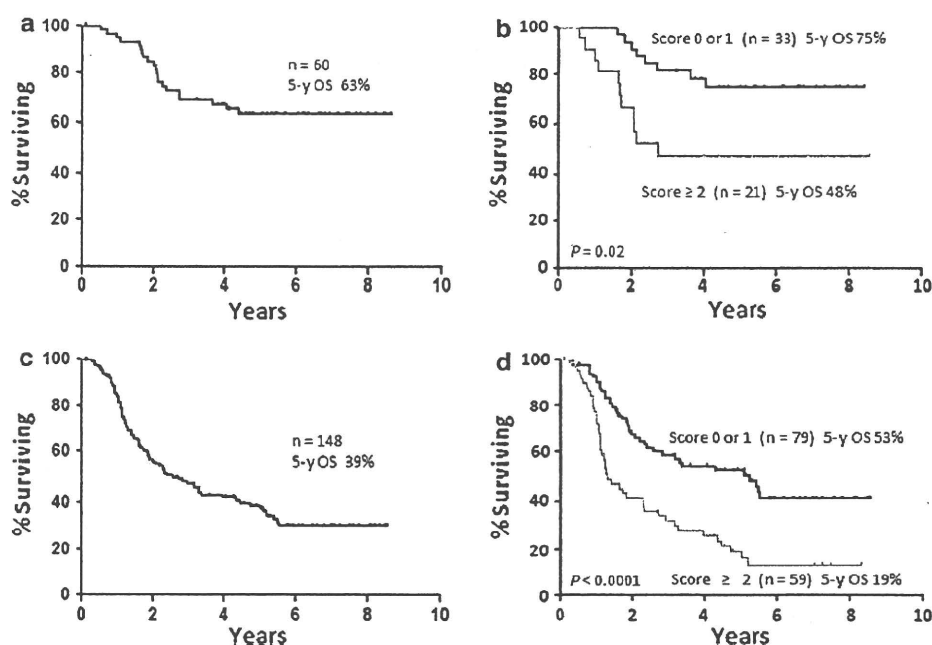 a
100
80
60
40
20
0
%Surviving
n = 60
5-y OS 63%
0 2 4 6 8 10
Years
b
100
80
60
40
20
0
%Surviving
Score 0 or 1 (n = 33) 5-y OS 75%
Score ≥ 2 (n = 21) 5-y OS 48%
P = 0.02
0 2 4 6 8 10
Years
c
100
80
60
40
20
0
%Surviving
n = 148
5-y OS 39%
0 2 4 6 8 10
Years
d
100
80
60
40
20
0
%Surviving
Score 0 or 1 (n = 79) 5-y OS 53%
P < 0.0001 Score ≥ 2 (n = 59) 5-y OS 19%
0 2 4 6 8 10
Years